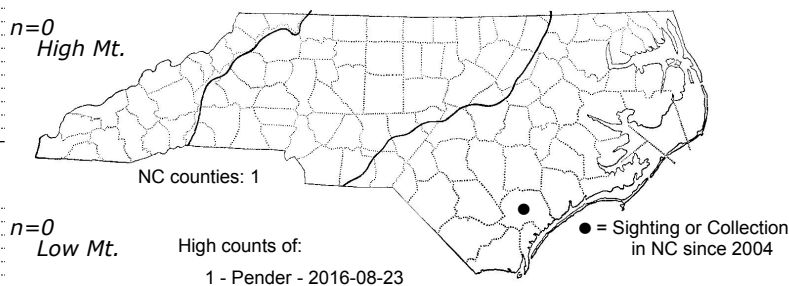 n=0
High Mt.
NC counties: 1
n=0
Low Mt.
High counts of:
1 - Pender - 2016-08-23
● = Sighting or Collection
in NC since 2004